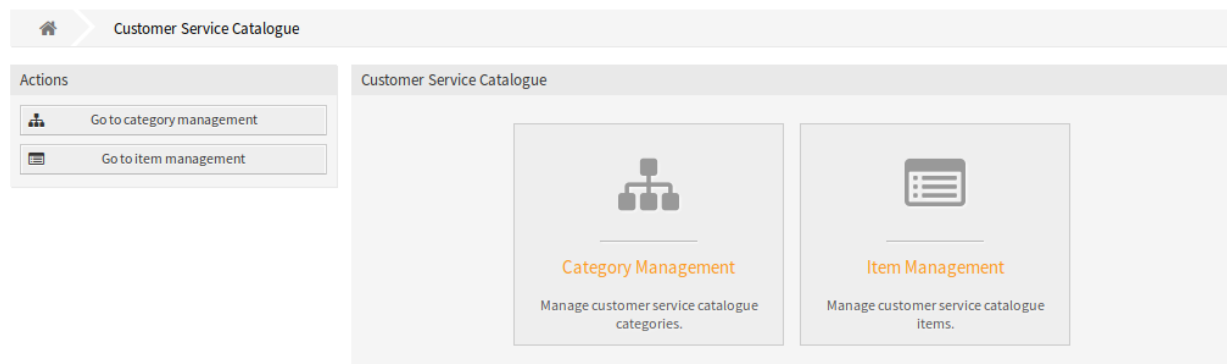 Customer Service Catalogue
Actions
Go to category management
Go to item management
Customer Service Catalogue
Category Management
Manage customer service catalogue
categories.
Item Management
Manage customer service catalogue
items.